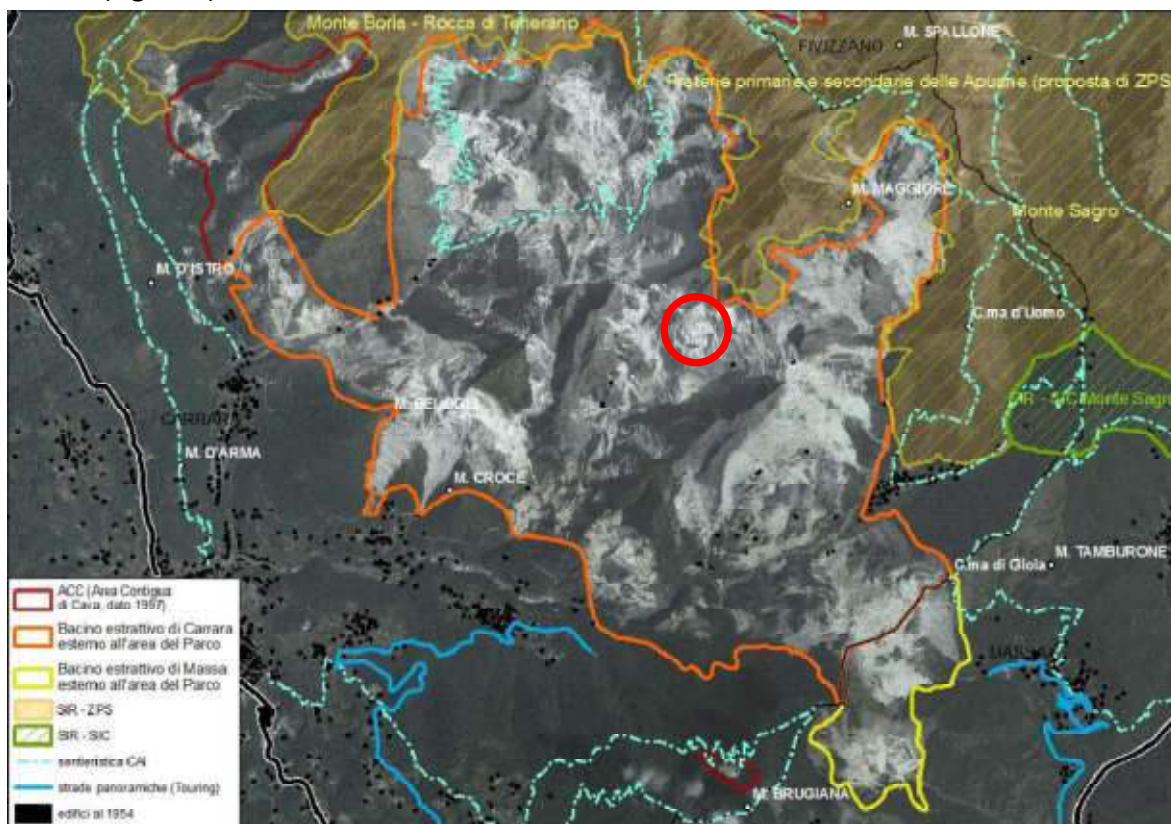 Monte Borla - Rocca di Tenerano
M. SPALLONE
FIVIZZANO
Praterie primarie e secondarie delle Apuane (proposta di ZPS
M. MAGGIORE
Monte Sagro
M. D'ISTRO
C.ma d'Uomo
SIR - SIC Monte Sagro
CARRARA
M. D'ARMA
M. CROCE
M. TAMBURONE
C.ma di Gioia
MASSA
M. BRUGIANA
ACC (Area Contigua
di Cava, dato 1997)
Bacino estrattivo di Carrara
esterno all'area del Parco
Bacino estrattivo di Massa
esterno all'area del Parco
SIR - ZPS
SIR - SIC
sentieristica CAI
strade panoramiche (Touring)
edifici al 1954